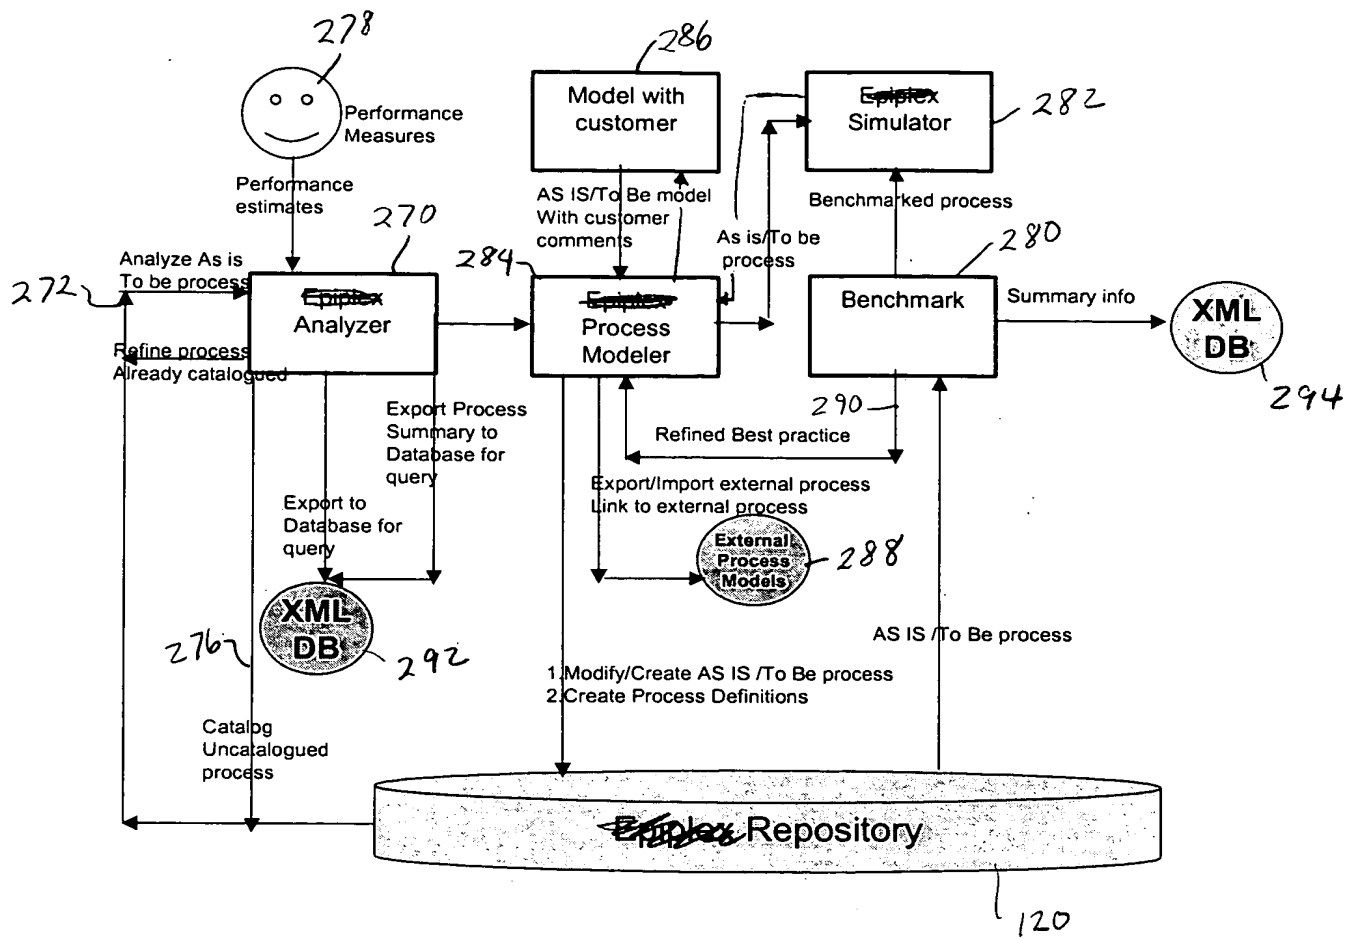 278
286
Performance
Measures
Model with
customer
Epiplex
Simulator
282
Performance
estimates
270
AS IS/To Be model
With customer
comments
Benchmarked process
As is/To be
process
280
284
Analyze As is
To be process
272
Epiplex
Analyzer
Epiplex
Process
Modeler
Benchmark
Summary info
XML
DB
294
Refine process
Already catalogued
290
Export Process
Summary to
Database for
query
Refined Best practice
Export/Import external process
Link to external process
Export to
Database for
query
External
Process
Models
288
XML
DB
292
276
AS IS /To Be process
1.Modify/Create AS IS /To Be process
2.Create Process Definitions
Catalog
Uncatalogued
process
Epiplex Repository
120